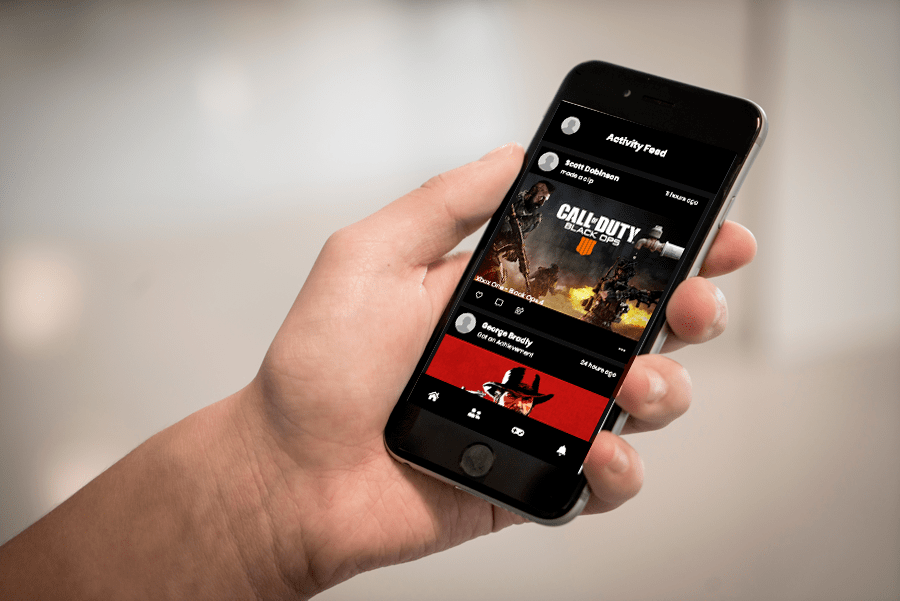 Activity Feed
Scott Dobinson
made a clip
11 hours ago
CALL OF DUTY
BLACK OPS
IIII
Xbox One - Black Ops 4
George Bradly
Got an Achievement
24 hours ago